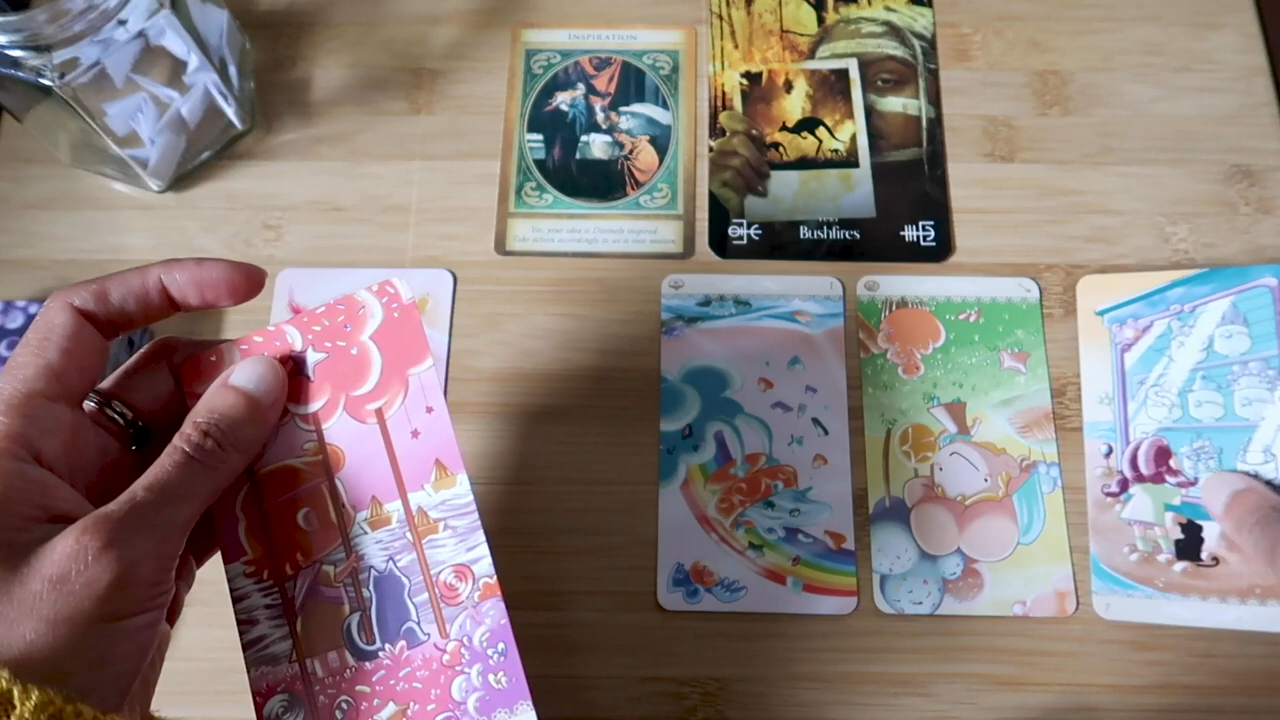 INSPIRATION
Yes, your idea is Divinely inspired.
Take action accordingly to set it into motion.
Bushfires